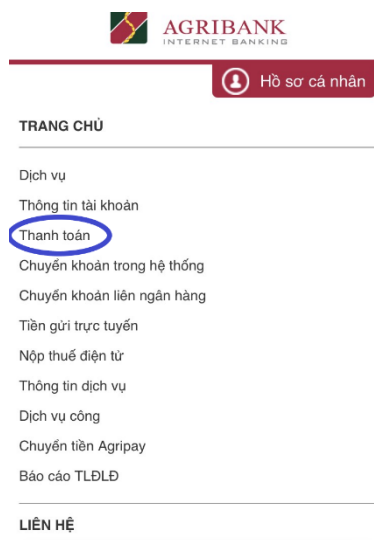 AGRIBANK
INTERNET BANKING
Hồ sơ cá nhân
TRANG CHỦ
Dịch vụ
Thông tin tài khoản
Thanh toán
Chuyển khoản trong hệ thống
Chuyển khoản liên ngân hàng
Tiền gửi trực tuyến
Nộp thuế điện tử
Thông tin dịch vụ
Dịch vụ công
Chuyển tiền Agripay
Báo cáo TLĐLĐ
LIÊN HỆ